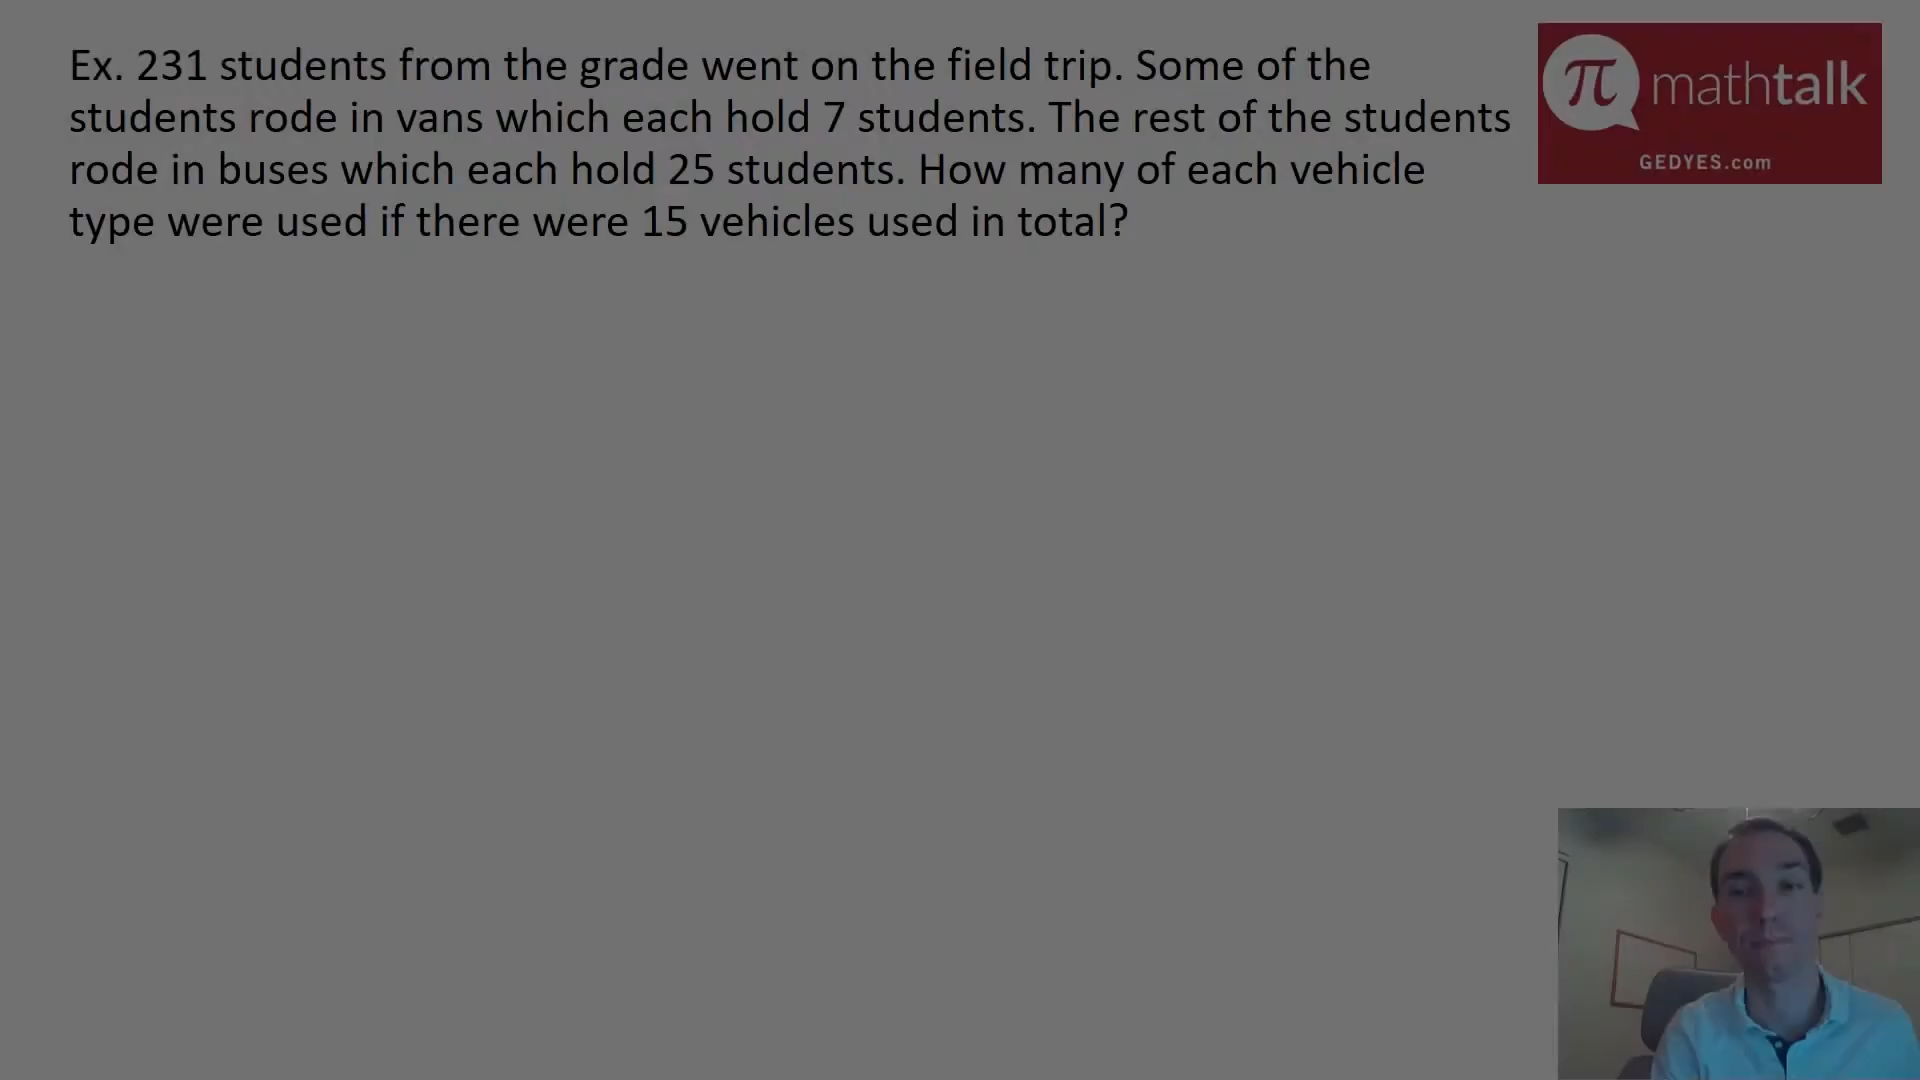 Ex. 231 students from the grade went on the field trip. Some of the
students rode in vans which each hold 7 students. The rest of the students
rode in buses which each hold 25 students. How many of each vehicle
type were used if there were 15 vehicles used in total?
π mathtalk
GEDYES.com